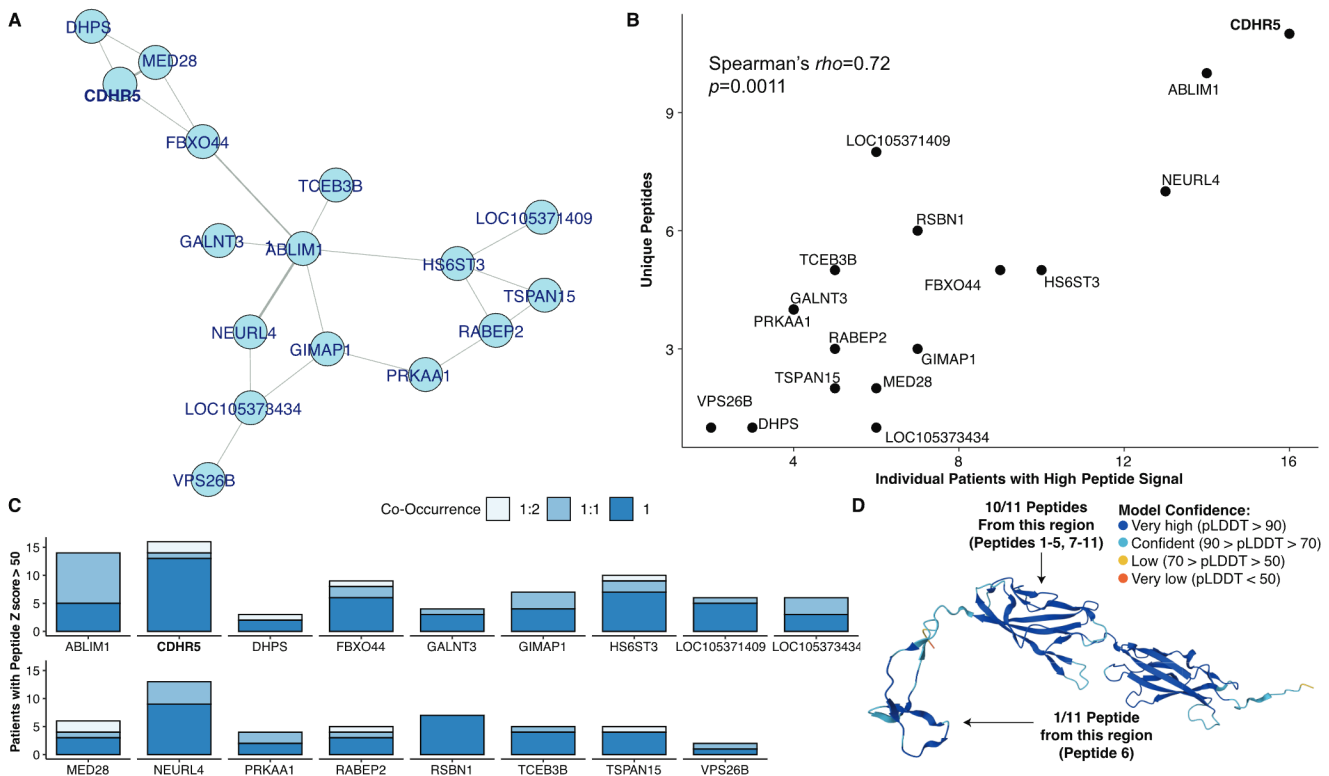 A
DHPS
MED28
CDHR5
FBXO44
TCEB3B
LOC105371409
GALNT3
1
ABLIM1
HS6ST3
TSPAN15
NEURL4
RABEP2
GIMAP1
PRKAA1
LOC105373434
VPS26B
B
Spearman's rho=0.72
p=0.0011
CDHR5
ABLIM1
LOC105371409
NEURL4
RSBN1
TCEB3B
FBXO44
HS6ST3
GALNT3
PRKAA1
RABEP2
GIMAP1
TSPAN15
MED28
VPS26B
DHPS
LOC105373434
Unique Peptides
9
6
3
4
8
12
16
Individual Patients with High Peptide Signal
C
Co-Occurrence
1:2
1:1
1
Patients with Peptide Z score> 50
15
10
5
0
ABLIM1
CDHR5
DHPS
FBXO44
GALNT3
GIMAP1
HS6ST3
LOC105371409
LOC105373434
15
10
5
0
MED28
NEURL4
PRKAA1
RABEP2
RSBN1
TCEB3B
TSPAN15
VPS26B
D
10/11 Peptides
From this region
(Peptides 1-5, 7-11)
Model Confidence:
Very high (pLDDT > 90)
Confident (90 > pLDDT > 70)
Low (70 > pLDDT > 50)
Very low (pLDDT < 50)
1/11 Peptide
from this region
(Peptide 6)